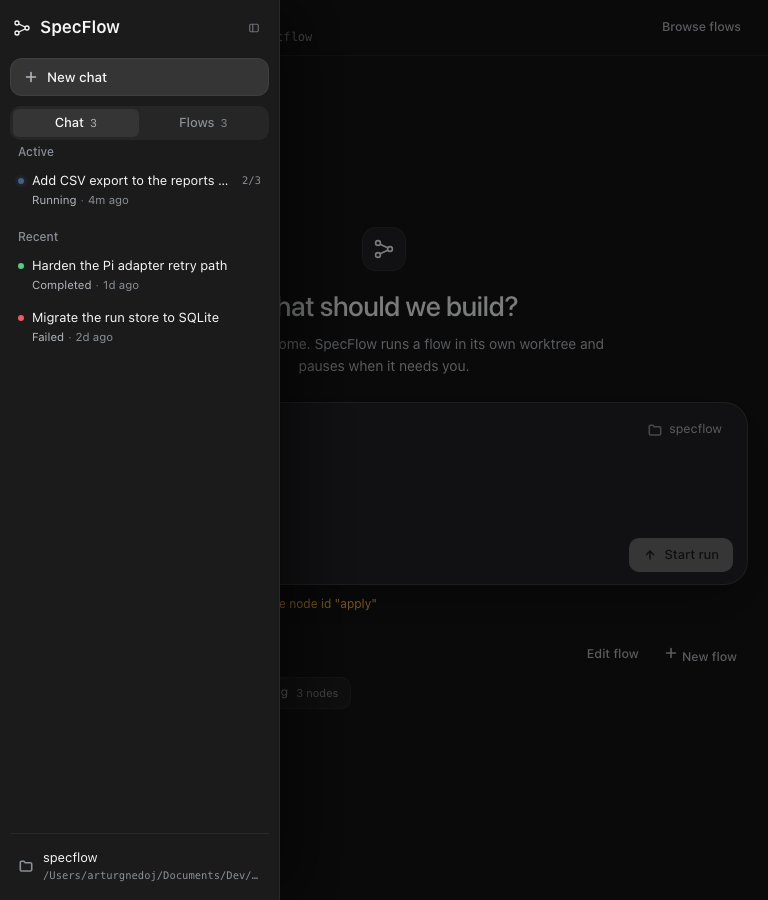 SpecFlow
New chat
Chat 3
Flows 3
Active
Add CSV export to the reports ...
2/3
Running · 4m ago
Recent
Harden the Pi adapter retry path
Completed · 1d ago
Migrate the run store to SQLite
Failed · 2d ago
specflow
/Users/arturgnedoj/Documents/Dev/…
Browse flows
should we build?
SpecFlow runs a flow in its own worktree and
pauses when it needs you.
specflow
Start run
node id "apply"
Edit flow
New flow
3 nodes